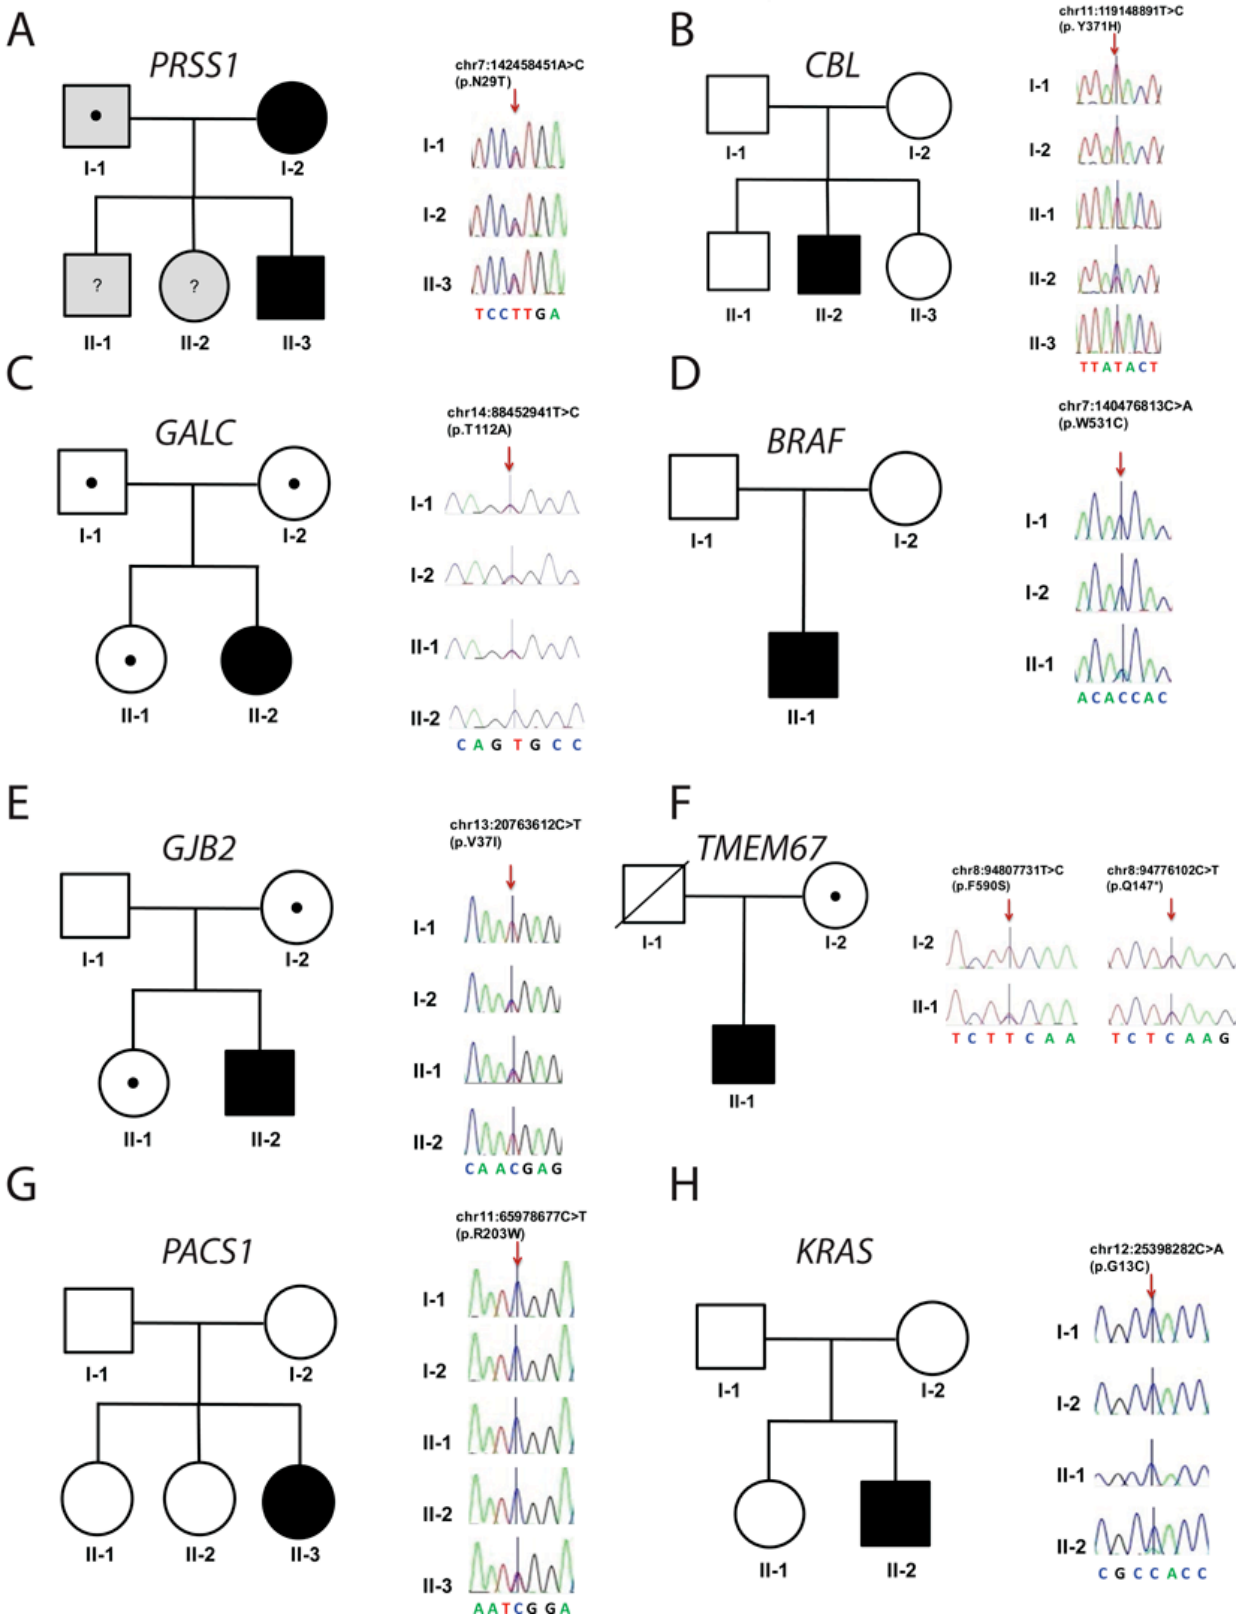 A
PRSS1
I-1
I-2
?
?
II-1
II-2
II-3
chr7:142458451A>C
(p.N29T)
I-1
I-2
II-3
TCCTTGA
B
CBL
I-1
I-2
II-1
II-2
II-3
chr11:119148891T>C
(p. Y371H)
I-1
I-2
II-1
II-2
II-3
TTATACT
C
GALC
I-1
I-2
II-1
II-2
chr14:88452941T>C
(p.T112A)
I-1
I-2
II-1
II-2
C A G T G C C
D
BRAF
I-1
I-2
II-1
chr7:140476813C>A
(p.W531C)
I-1
I-2
II-1
ACACCAC
E
GJB2
I-1
I-2
II-1
II-2
chr13:20763612C>T
(p.V37I)
I-1
I-2
II-1
II-2
CAACGAG
F
TMEM67
I-1
I-2
II-1
chr8:94807731T>C
(p.F590S)
chr8:94776102C>T
(p.Q147*)
I-2
II-1
T C T T C A A
T C T C A A G
G
PACS1
I-1
I-2
II-1
II-2
II-3
chr11:65978677C>T
(p.R203W)
I-1
I-2
II-1
II-2
II-3
AATCGGA
H
KRAS
I-1
I-2
II-1
II-2
chr12:25398282C>A
(p.G13C)
I-1
I-2
II-1
II-2
C G C C A C C